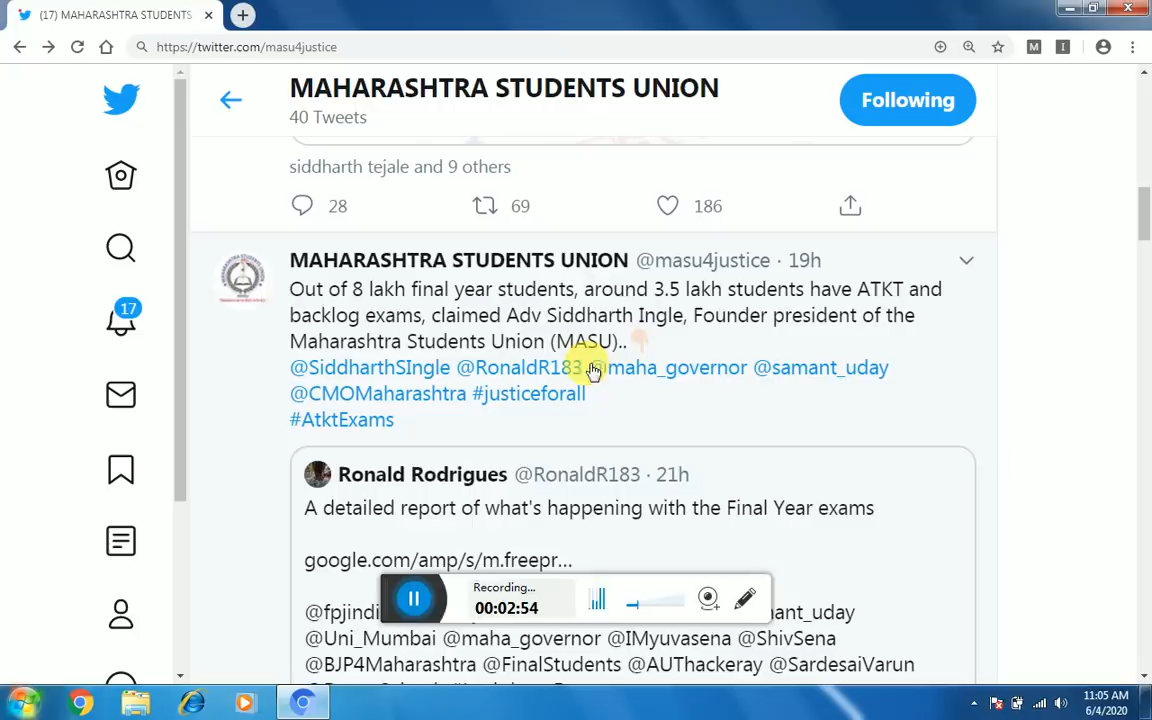 (17) MAHARASHTRA STUDENTS
https://twitter.com/masu4justice
M
I
MAHARASHTRA STUDENTS UNION
40 Tweets
Following
siddharth tejale and 9 others
28 69 186
17
MAHARASHTRA STUDENTS UNION @masu4justice · 19h
Out of 8 lakh final year students, around 3.5 lakh students have ATKT and
backlog exams, claimed Adv Siddharth Ingle, Founder president of the
Maharashtra Students Union (MASU)..
@SiddharthSIngle @RonaldR183 @maha_governor @samant_uday
@CMOMaharashtra #justiceforall
#AtktExams
Ronald Rodrigues @RonaldR183 · 21h
A detailed report of what's happening with the Final Year exams
google.com/amp/s/m.freepr...
Recording...
00:02:54
@Uni_Mumbai @maha_governor @IMyuvasena @ShivSena
@BJP4Maharashtra @FinalStudents @AUThackeray @SardesaiVarun
11:05 AM
6/4/2020